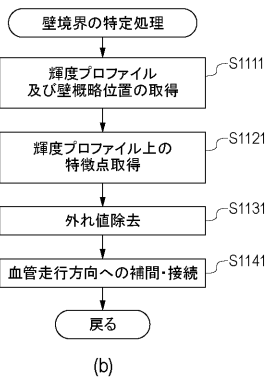 壁境界の特定処理
輝度プロファイル
及び壁概略位置の取得
S1111
輝度プロファイル上の
特徴点取得
S1121
外れ値除去
S1131
血管走行方向への補間・接続
S1141
戻る
(b)